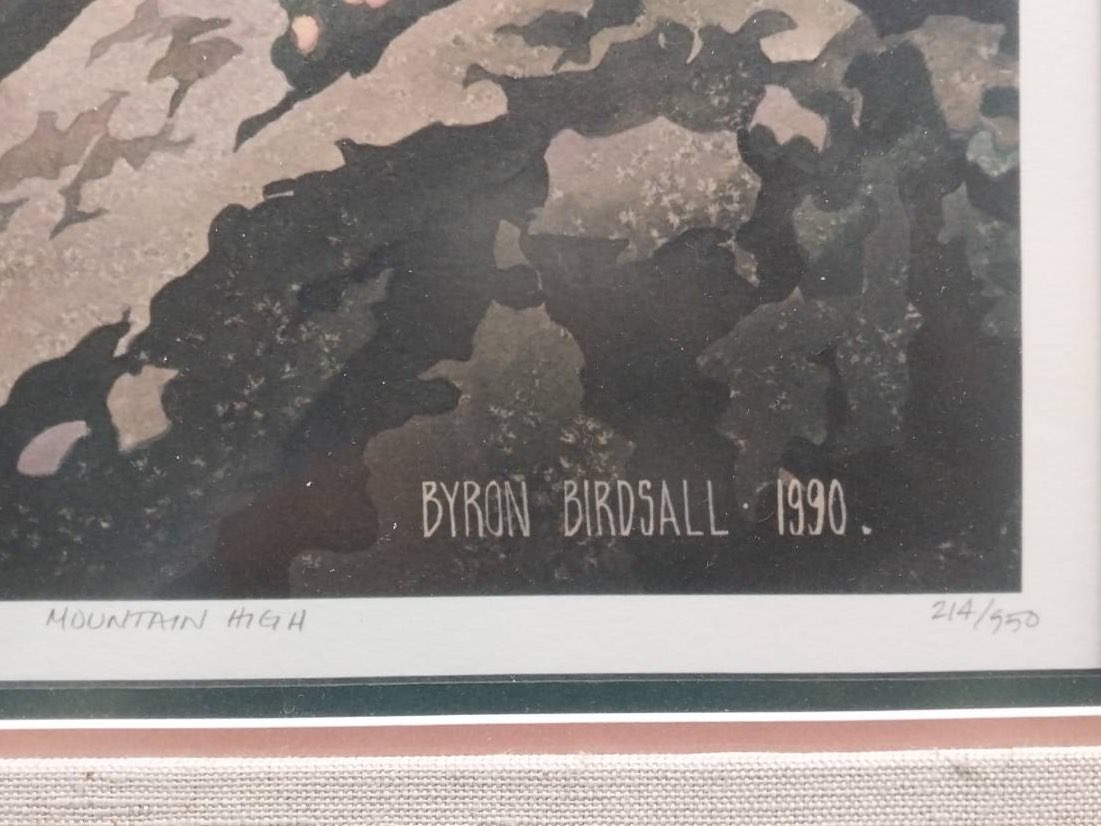 BYRON BIRDSALL · 1990.
MOUNTAIN HIGH 214/950